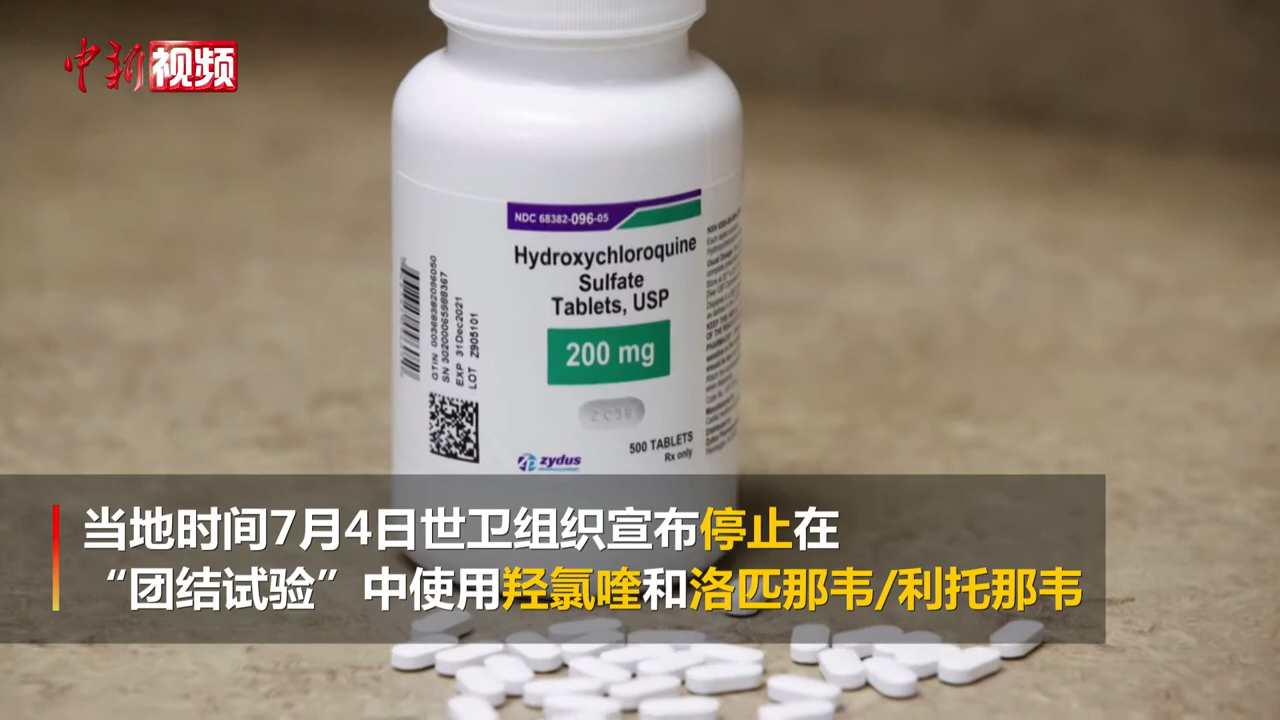 中新视频
NDC 68382-096-05
Hydroxychloroquine
Sulfate
Tablets, USP
200 mg
500 TABLETS
Rx only
zydus
GTIN 00368382096050
SN 30200065988367
EXP 31Dec2021
LOT Z905101
当地时间7月4日世卫组织宣布停止在
“团结试验”中使用羟氯喹和洛匹那韦/利托那韦